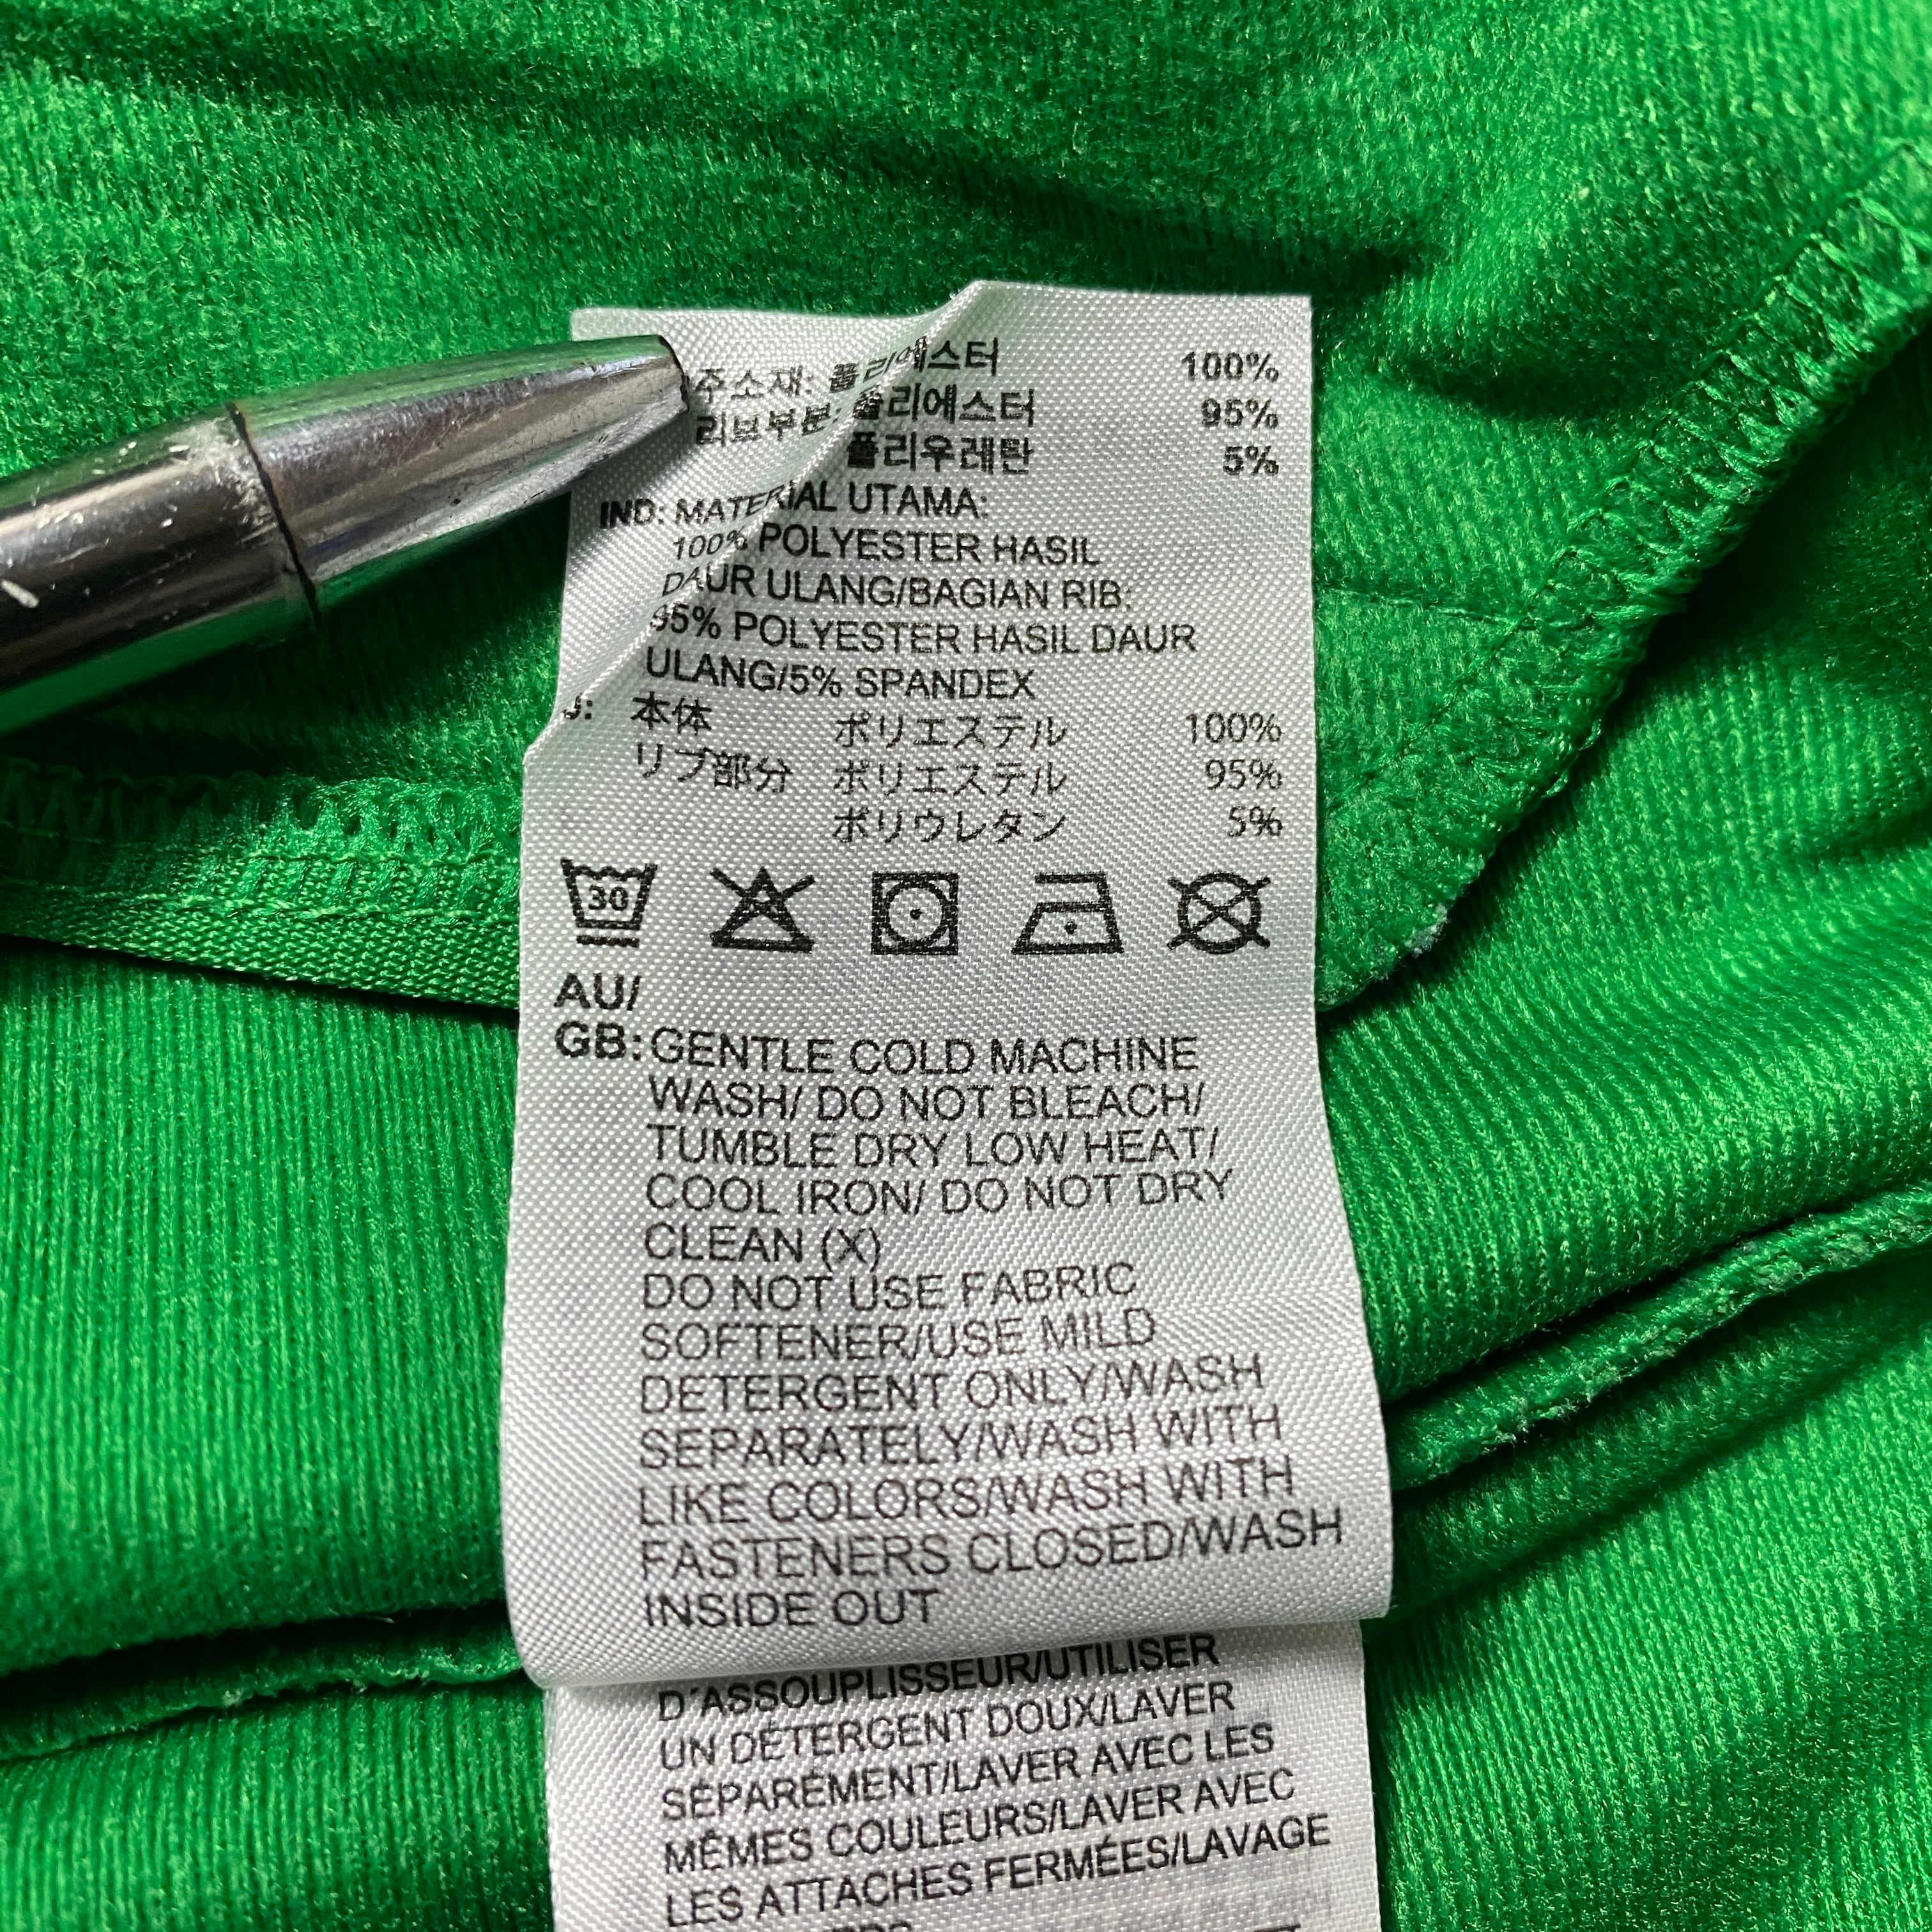 주소재: 폴리에스터 100%
리브부분: 폴리에스터 95%
폴리우레탄 5%
IND: MATERIAL UTAMA:
100% POLYESTER HASIL
DAUR ULANG/BAGIAN RIB:
95% POLYESTER HASIL DAUR
ULANG/5% SPANDEX
J: 本体 ポリエステル 100%
リブ部分 ポリエステル 95%
ポリウレタン 5%
30
AU/
GB: GENTLE COLD MACHINE
WASH/ DO NOT BLEACH/
TUMBLE DRY LOW HEAT/
COOL IRON/ DO NOT DRY
CLEAN (X)
DO NOT USE FABRIC
SOFTENER/USE MILD
DETERGENT ONLY/WASH
SEPARATELY/WASH WITH
LIKE COLORS/WASH WITH
FASTENERS CLOSED/WASH
INSIDE OUT
D´ASSOUPLISSEUR/UTILISER
UN DÉTERGENT DOUX/LAVER
SÉPARÉMENT/LAVER AVEC LES
MÊMES COULEURS/LAVER AVEC
LES ATTACHES FERMÉES/LAVAGE